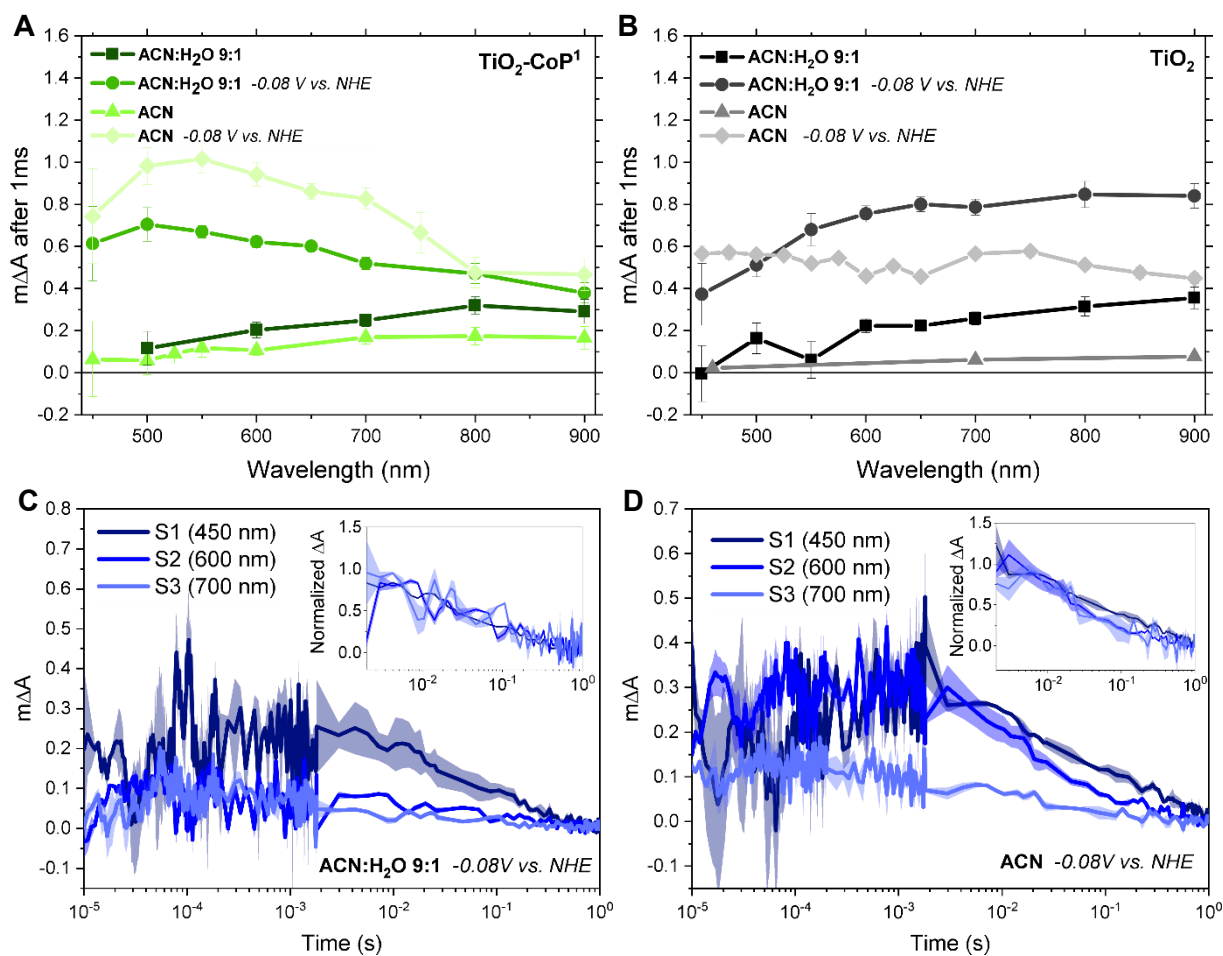 A
B
1.6
1.4
1.2
1.0
0.8
0.6
0.4
0.2
0.0
-0.2
mΔA after 1ms
ACN:H₂O 9:1
ACN:H₂O 9:1 -0.08 V vs. NHE
ACN
ACN -0.08 V vs. NHE
TiO₂-CoP¹
500 600 700 800 900
Wavelength (nm)
1.6
1.4
1.2
1.0
0.8
0.6
0.4
0.2
0.0
-0.2
mΔA after 1ms
ACN:H₂O 9:1
ACN:H₂O 9:1 -0.08 V vs. NHE
ACN
ACN -0.08 V vs. NHE
TiO₂
500 600 700 800 900
Wavelength (nm)
C
0.8
0.7
0.6
0.5
0.4
0.3
0.2
0.1
0.0
-0.1
mΔA
S1 (450 nm)
S2 (600 nm)
S3 (700 nm)
1.5
1.0
0.5
0.0
Normalized ΔA
10⁻² 10⁻¹ 10⁰
ACN:H₂O 9:1 -0.08V vs. NHE
10⁻⁵ 10⁻⁴ 10⁻³ 10⁻² 10⁻¹ 10⁰
Time (s)
D
0.7
0.6
0.5
0.4
0.3
0.2
0.1
0.0
-0.1
mΔA
S1 (450 nm)
S2 (600 nm)
S3 (700 nm)
1.5
1.0
0.5
0.0
Normalized ΔA
10⁻² 10⁻¹ 10⁰
ACN -0.08V vs. NHE
10⁻⁵ 10⁻⁴ 10⁻³ 10⁻² 10⁻¹ 10⁰
Time (s)